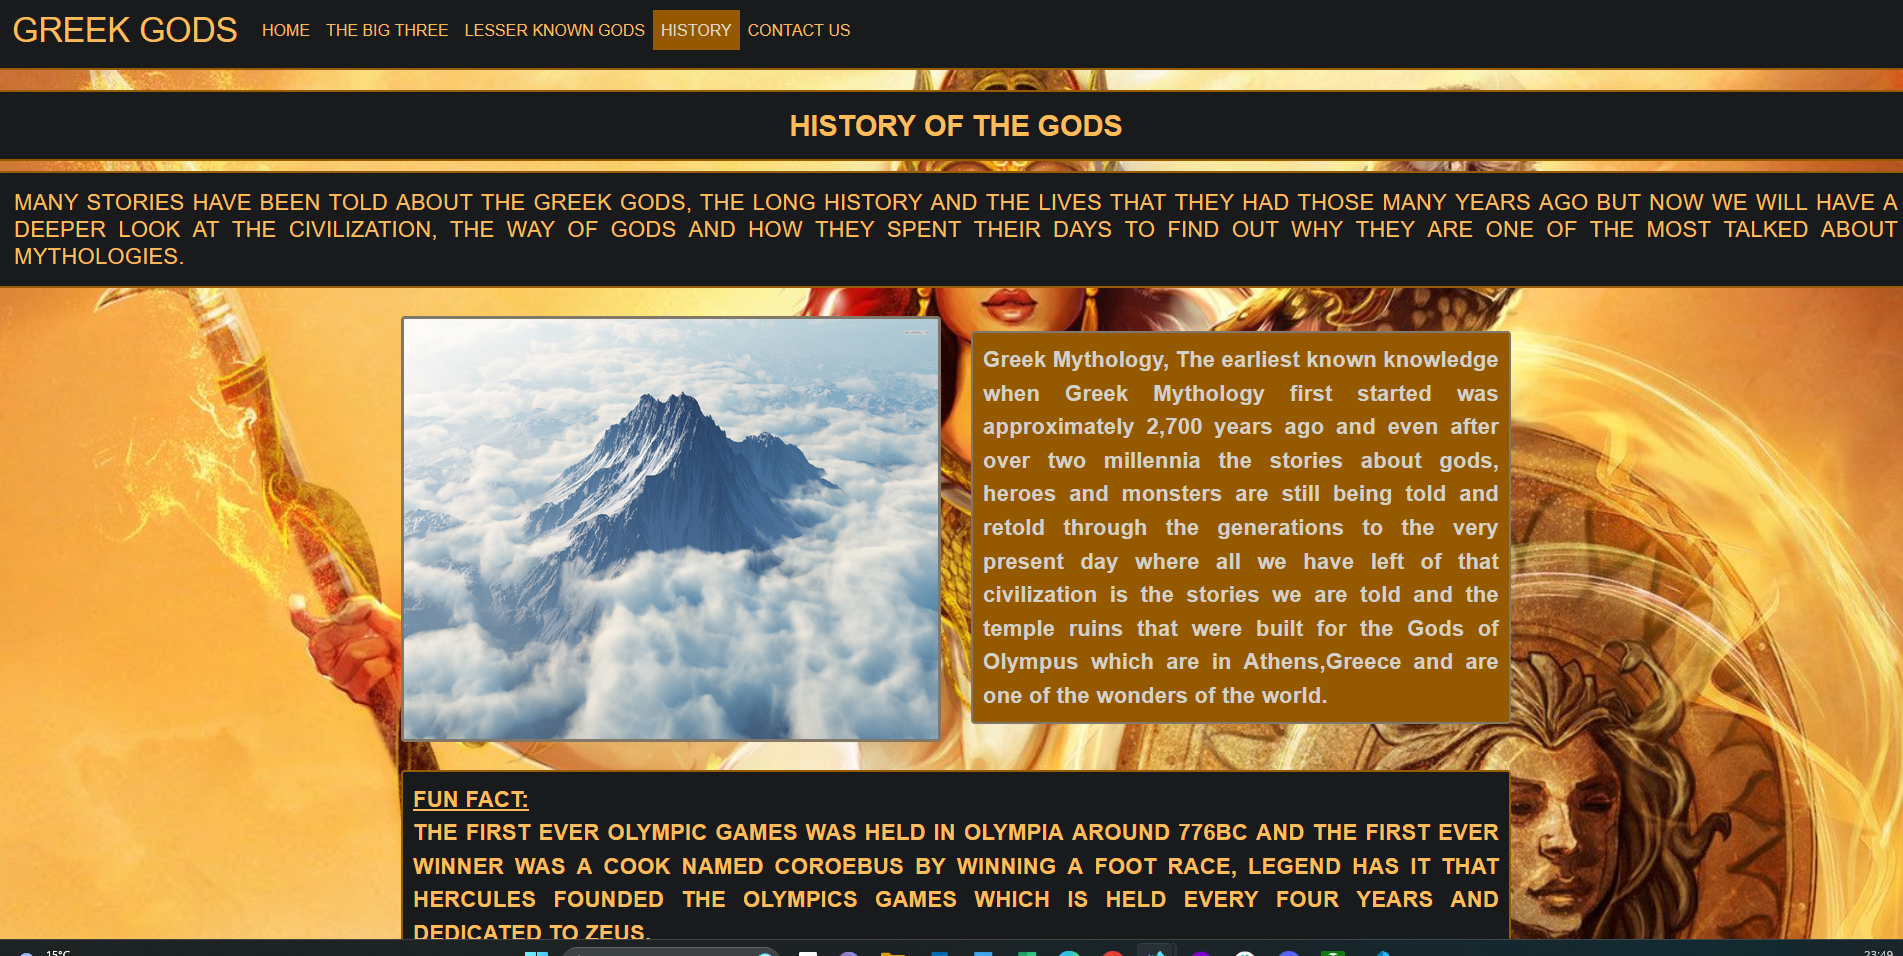 GREEK GODS HOME THE BIG THREE LESSER KNOWN GODS HISTORY CONTACT US
HISTORY OF THE GODS
MANY STORIES HAVE BEEN TOLD ABOUT THE GREEK GODS, THE LONG HISTORY AND THE LIVES THAT THEY HAD THOSE MANY YEARS AGO BUT NOW WE WILL HAVE A
DEEPER LOOK AT THE CIVILIZATION, THE WAY OF GODS AND HOW THEY SPENT THEIR DAYS TO FIND OUT WHY THEY ARE ONE OF THE MOST TALKED ABOUT
MYTHOLOGIES.
Greek Mythology, The earliest known knowledge
when Greek Mythology first started was
approximately 2,700 years ago and even after
over two millennia the stories about gods,
heroes and monsters are still being told and
retold through the generations to the very
present day where all we have left of that
civilization is the stories we are told and the
temple ruins that were built for the Gods of
Olympus which are in Athens,Greece and are
one of the wonders of the world.
FUN FACT:
THE FIRST EVER OLYMPIC GAMES WAS HELD IN OLYMPIA AROUND 776BC AND THE FIRST EVER
WINNER WAS A COOK NAMED COROEBUS BY WINNING A FOOT RACE, LEGEND HAS IT THAT
HERCULES FOUNDED THE OLYMPICS GAMES WHICH IS HELD EVERY FOUR YEARS AND
DEDICATED TO ZEUS.
15°C
23:49